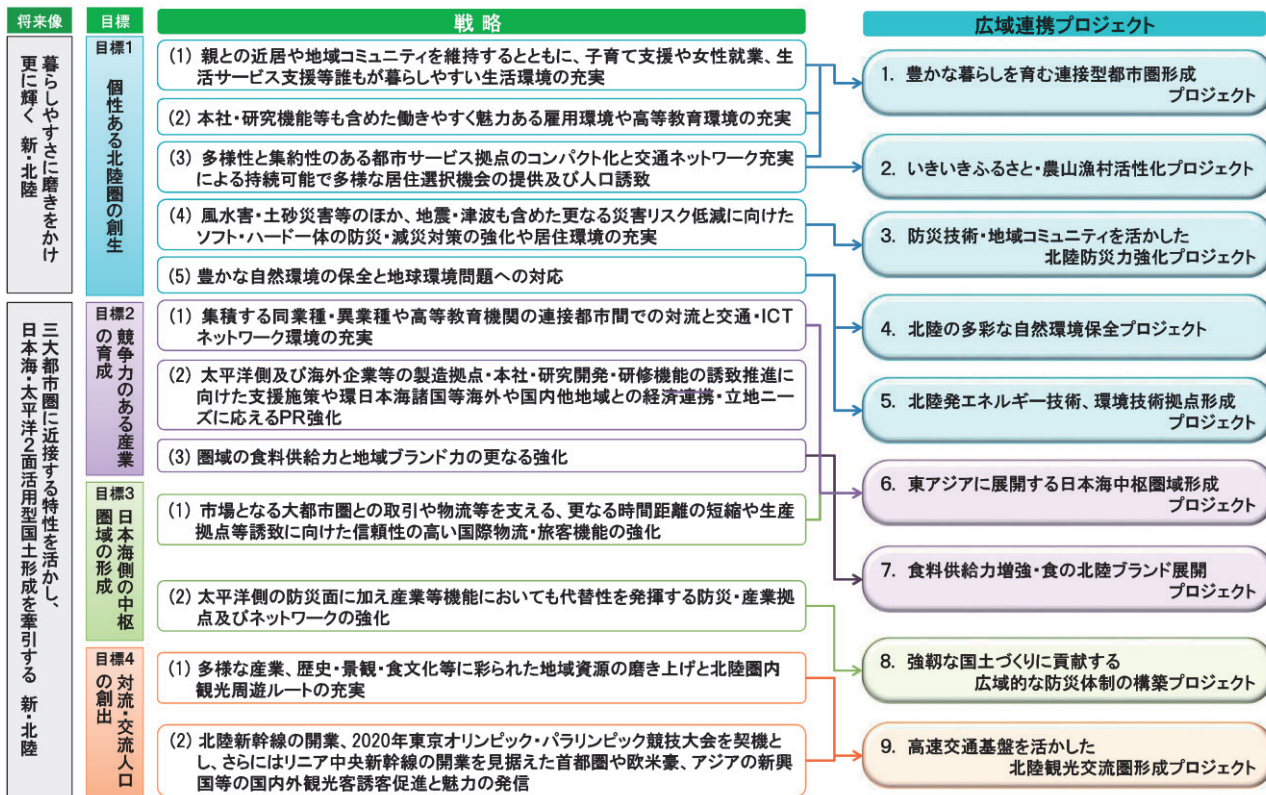 将来像
目標
戦略
広域連携プロジェクト
暮らしやすさに磨きをかけ
更に輝く 新・北陸
三大都市圏に近接する特性を活かし、
日本海・太平洋2面活用型国土形成を牽引する 新・北陸
目標1
個性ある北陸圏の創生
(1) 親との近居や地域コミュニティを維持するとともに、子育て支援や女性就業、生
活サービス支援等誰もが暮らしやすい生活環境の充実
(2) 本社・研究機能等も含めた働きやすく魅力ある雇用環境や高等教育環境の充実
(3) 多様性と集約性のある都市サービス拠点のコンパクト化と交通ネットワーク充実
による持続可能で多様な居住選択機会の提供及び人口誘致
(4) 風水害・土砂災害等のほか、地震・津波も含めた更なる災害リスク低減に向けた
ソフト・ハード一体の防災・減災対策の強化や居住環境の充実
(5) 豊かな自然環境の保全と地球環境問題への対応
目標2
競争力のある産業
の育成
(1) 集積する同業種・異業種や高等教育機関の連接都市間での対流と交通・ICT
ネットワーク環境の充実
(2) 太平洋側及び海外企業等の製造拠点・本社・研究開発・研修機能の誘致推進に
向けた支援施策や環日本海諸国等海外や国内他地域との経済連携・立地ニー
ズに応えるPR強化
(3) 圏域の食料供給力と地域ブランド力の更なる強化
目標3
日本海側の中枢
圏域の形成
(1) 市場となる大都市圏との取引や物流等を支える、更なる時間距離の短縮や生産
拠点等誘致に向けた信頼性の高い国際物流・旅客機能の強化
(2) 太平洋側の防災面に加え産業等機能においても代替性を発揮する防災・産業拠
点及びネットワークの強化
目標4
対流・交流人口
の創出
(1) 多様な産業、歴史・景観・食文化等に彩られた地域資源の磨き上げと北陸圏内
観光周遊ルートの充実
(2) 北陸新幹線の開業、2020年東京オリンピック・パラリンピック競技大会を契機と
し、さらにはリニア中央新幹線の開業を見据えた首都圏や欧米豪、アジアの新興
国等の国内外観光客誘客促進と魅力の発信
1. 豊かな暮らしを育む連接型都市圏形成
プロジェクト
2. いきいきふるさと・農山漁村活性化プロジェクト
3. 防災技術・地域コミュニティを活かした
北陸防災力強化プロジェクト
4. 北陸の多彩な自然環境保全プロジェクト
5. 北陸発エネルギー技術、環境技術拠点形成
プロジェクト
6. 東アジアに展開する日本海中枢圏域形成
プロジェクト
7. 食料供給力増強・食の北陸ブランド展開
プロジェクト
8. 強靱な国土づくりに貢献する
広域的な防災体制の構築プロジェクト
9. 高速交通基盤を活かした
北陸観光交流圏形成プロジェクト